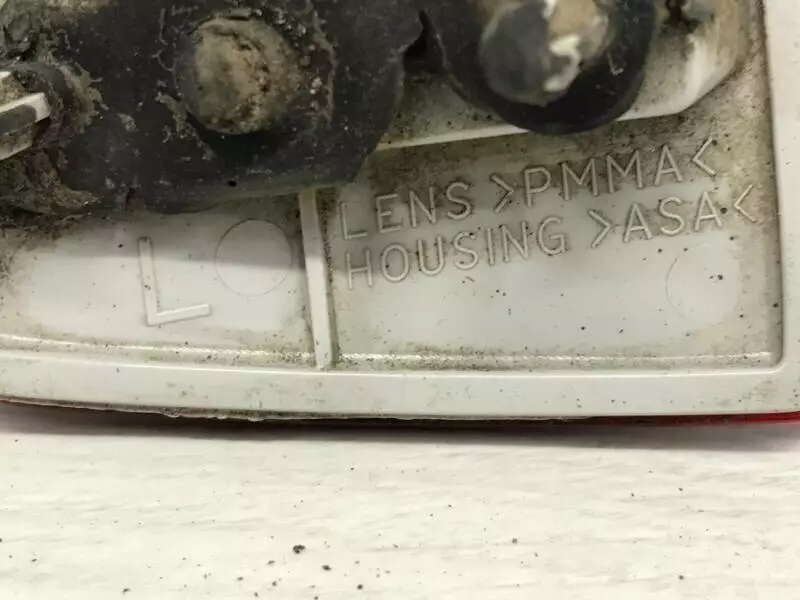 LENS >PMMA<
HOUSING >ASA<
L